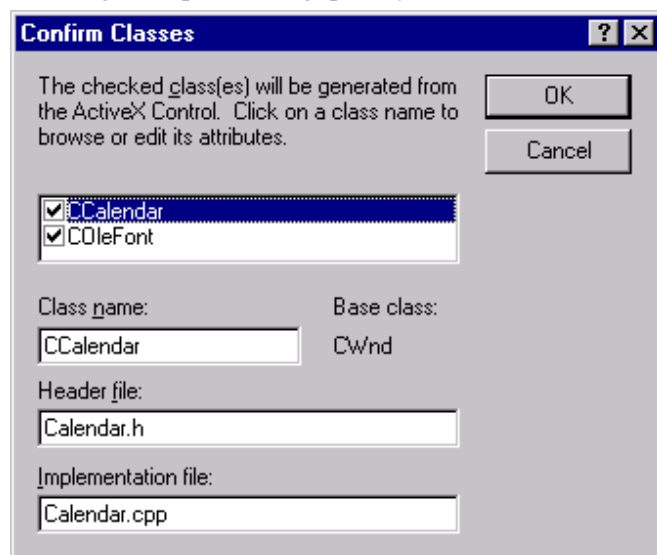 Confirm Classes
The checked class(es) will be generated from
the ActiveX Control. Click on a class name to
browse or edit its attributes.
OK
Cancel
CCalendar
COleFont
Class name:
Base class:
CCalendar
CWnd
Header file:
Calendar.h
Implementation file:
Calendar.cpp